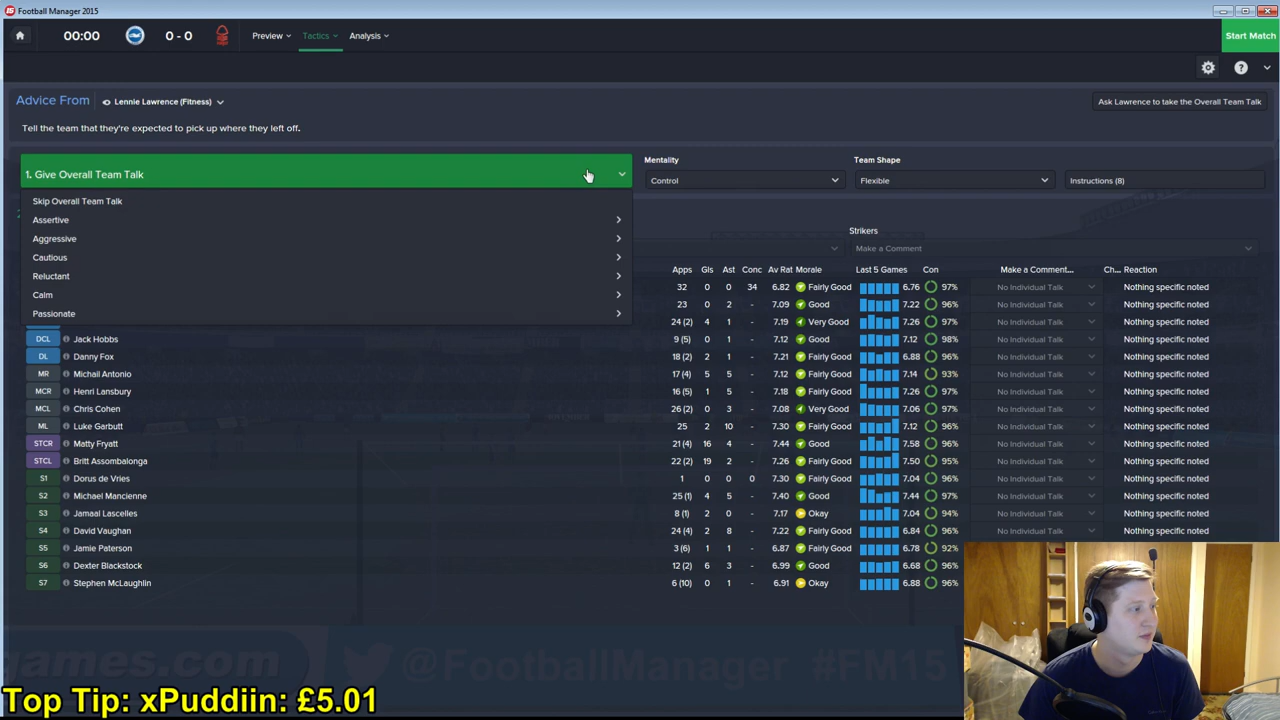 15 Football Manager 2015
00:00 0 - 0 Preview Tactics Analysis Start Match
Advice From Lennie Lawrence (Fitness) Ask Lawrence to take the Overall Team Talk
Tell the team that they're expected to pick up where they left off.
Mentality Team Shape
1. Give Overall Team Talk Control Flexible Instructions (8)
Skip Overall Team Talk
Assertive
Strikers
Aggressive Make a Comment
Cautious
Apps Gls Ast Conc Av Rat Morale Last 5 Games Con Make a Comment... Ch... Reaction
Reluctant
Calm
32 0 0 34 6.82 Fairly Good 6.76 97% No Individual Talk Nothing specific noted
23 0 2 - 7.09 Good 7.22 96% No Individual Talk Nothing specific noted
Passionate
24 (2) 4 1 - 7.19 Very Good 7.26 97% No Individual Talk Nothing specific noted
DCL Jack Hobbs 9 (5) 0 1 - 7.12 Good 7.12 98% No Individual Talk Nothing specific noted
DL Danny Fox 18 (2) 2 1 - 7.21 Fairly Good 6.88 96% No Individual Talk Nothing specific noted
MR Michail Antonio 17 (4) 5 5 - 7.12 Fairly Good 7.14 93% No Individual Talk Nothing specific noted
MCR Henri Lansbury 16 (5) 1 5 - 7.18 Fairly Good 7.26 97% No Individual Talk Nothing specific noted
MCL Chris Cohen 26 (2) 0 3 - 7.08 Very Good 7.06 97% No Individual Talk Nothing specific noted
ML Luke Garbutt 25 2 10 - 7.30 Fairly Good 7.12 96% No Individual Talk Nothing specific noted
STCR Matty Fryatt 21 (4) 16 4 - 7.44 Good 7.58 96% No Individual Talk Nothing specific noted
STCL Britt Assombalonga 22 (2) 19 2 - 7.26 Fairly Good 7.50 95% No Individual Talk Nothing specific noted
S1 Dorus de Vries 1 0 0 0 7.30 Fairly Good 7.04 96% No Individual Talk Nothing specific noted
S2 Michael Mancienne 25 (1) 4 5 - 7.40 Good 7.44 97% No Individual Talk Nothing specific noted
S3 Jamaal Lascelles 8 (1) 2 0 - 7.17 Okay 7.04 94% No Individual Talk Nothing specific noted
S4 David Vaughan 24 (4) 2 8 - 7.22 Fairly Good 6.84 96% No Individual Talk Nothing specific noted
S5 Jamie Paterson 3 (6) 1 1 - 6.87 Fairly Good 6.78 92%
S6 Dexter Blackstock 12 (2) 6 3 - 6.99 Good 6.68 96%
S7 Stephen McLaughlin 6 (10) 0 1 - 6.91 Okay 6.88 96%
games.com @FootballManager #FM15
Top Tip: xPuddiin: £5.01